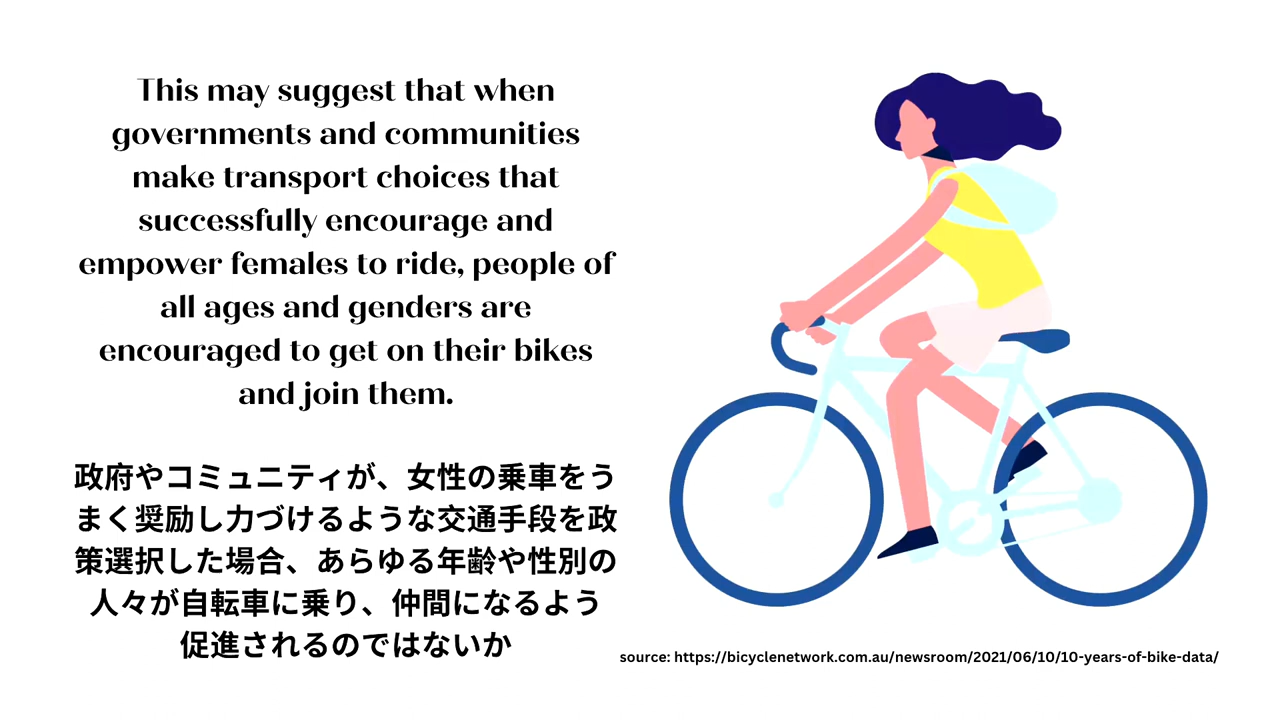 This may suggest that when
governments and communities
make transport choices that
successfully encourage and
empower females to ride, people of
all ages and genders are
encouraged to get on their bikes
and join them.
政府やコミュニティが、女性の乗車をう
まく奨励し力づけるような交通手段を政
策選択した場合、あらゆる年齢や性別の
人々が自転車に乗り、仲間になるよう
促進されるのではないか
source: https://bicyclenetwork.com.au/newsroom/2021/06/10/10-years-of-bike-data/